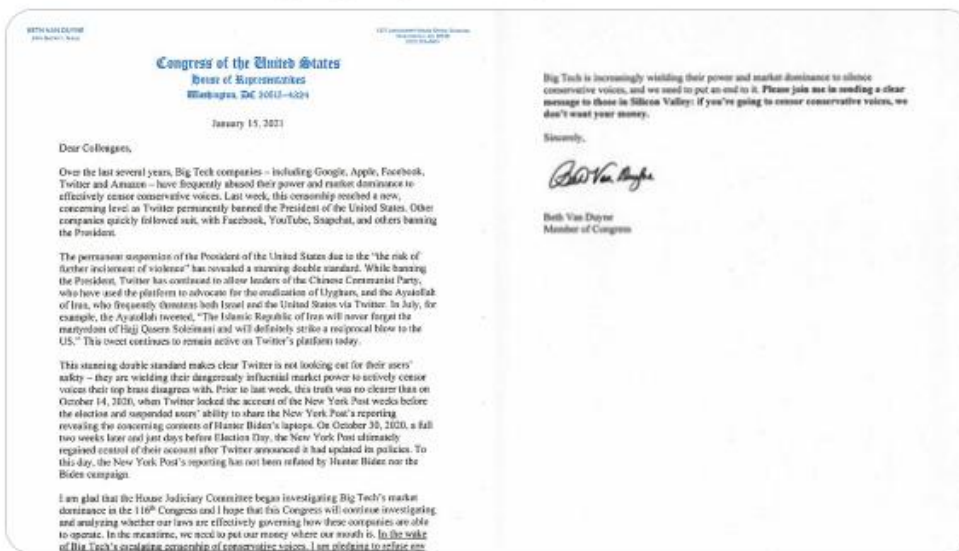 BETH VAN DUYNE
Congress of the United States
House of Representatives
Washington, DC 20515-4324
January 15, 2021
Dear Colleagues,
Over the last several years, Big Tech companies – including Google, Apple, Facebook,
Twitter and Amazon – have frequently abused their power and market dominance to
effectively censor conservative voices. Last week, this censorship reached a new,
concerning level as Twitter permanently banned the President of the United States. Other
companies quickly followed suit, with Facebook, YouTube, Snapchat, and others banning
the President.
The permanent suspension of the President of the United States due to the "the risk of
further incitement of violence" has revealed a stunning double standard. While banning
the President, Twitter has continued to allow leaders of the Chinese Communist Party,
who have used the platform to advocate for the eradication of Uyghurs, and the Ayatollah
of Iran, who frequently threatens both Israel and the United States via Twitter. In July, for
example, the Ayatollah tweeted, "The Islamic Republic of Iran will never forget the
martyrdom of Hajj Qasem Soleimani and will definitely strike a reciprocal blow to the
US." This tweet continues to remain active on Twitter's platform today.
This stunning double standard makes clear Twitter is not looking out for their users'
safety – they are wielding their dangerously influential market power to actively censor
voices their top brass disagrees with. Prior to last week, this truth was no clearer than on
October 14, 2020, when Twitter locked the account of the New York Post weeks before
the election and suspended users' ability to share the New York Post's reporting
revealing the concerning contents of Hunter Biden's laptops. On October 30, 2020, a full
two weeks later and just days before Election Day, the New York Post ultimately
regained control of their account after Twitter announced it had updated its policies. To
this day, the New York Post's reporting has not been refuted by Hunter Biden nor the
Biden campaign.
I am glad that the House Judiciary Committee began investigating Big Tech's market
dominance in the 116th Congress and I hope that this Congress will continue investigating
and analyzing whether our laws are effectively governing how these companies are able
to operate. In the meantime, we need to put our money where our mouth is. In the wake
of Big Tech's escalating censorship of conservative voices, I am pledging to refuse any
Big Tech is increasingly wielding their power and market dominance to silence
conservative voices, and we need to put an end to it. Please join me in sending a clear
message to those in Silicon Valley: if you're going to censor conservative voices, we
don't want your money.
Sincerely,
Beth Van Duyne
Beth Van Duyne
Member of Congress